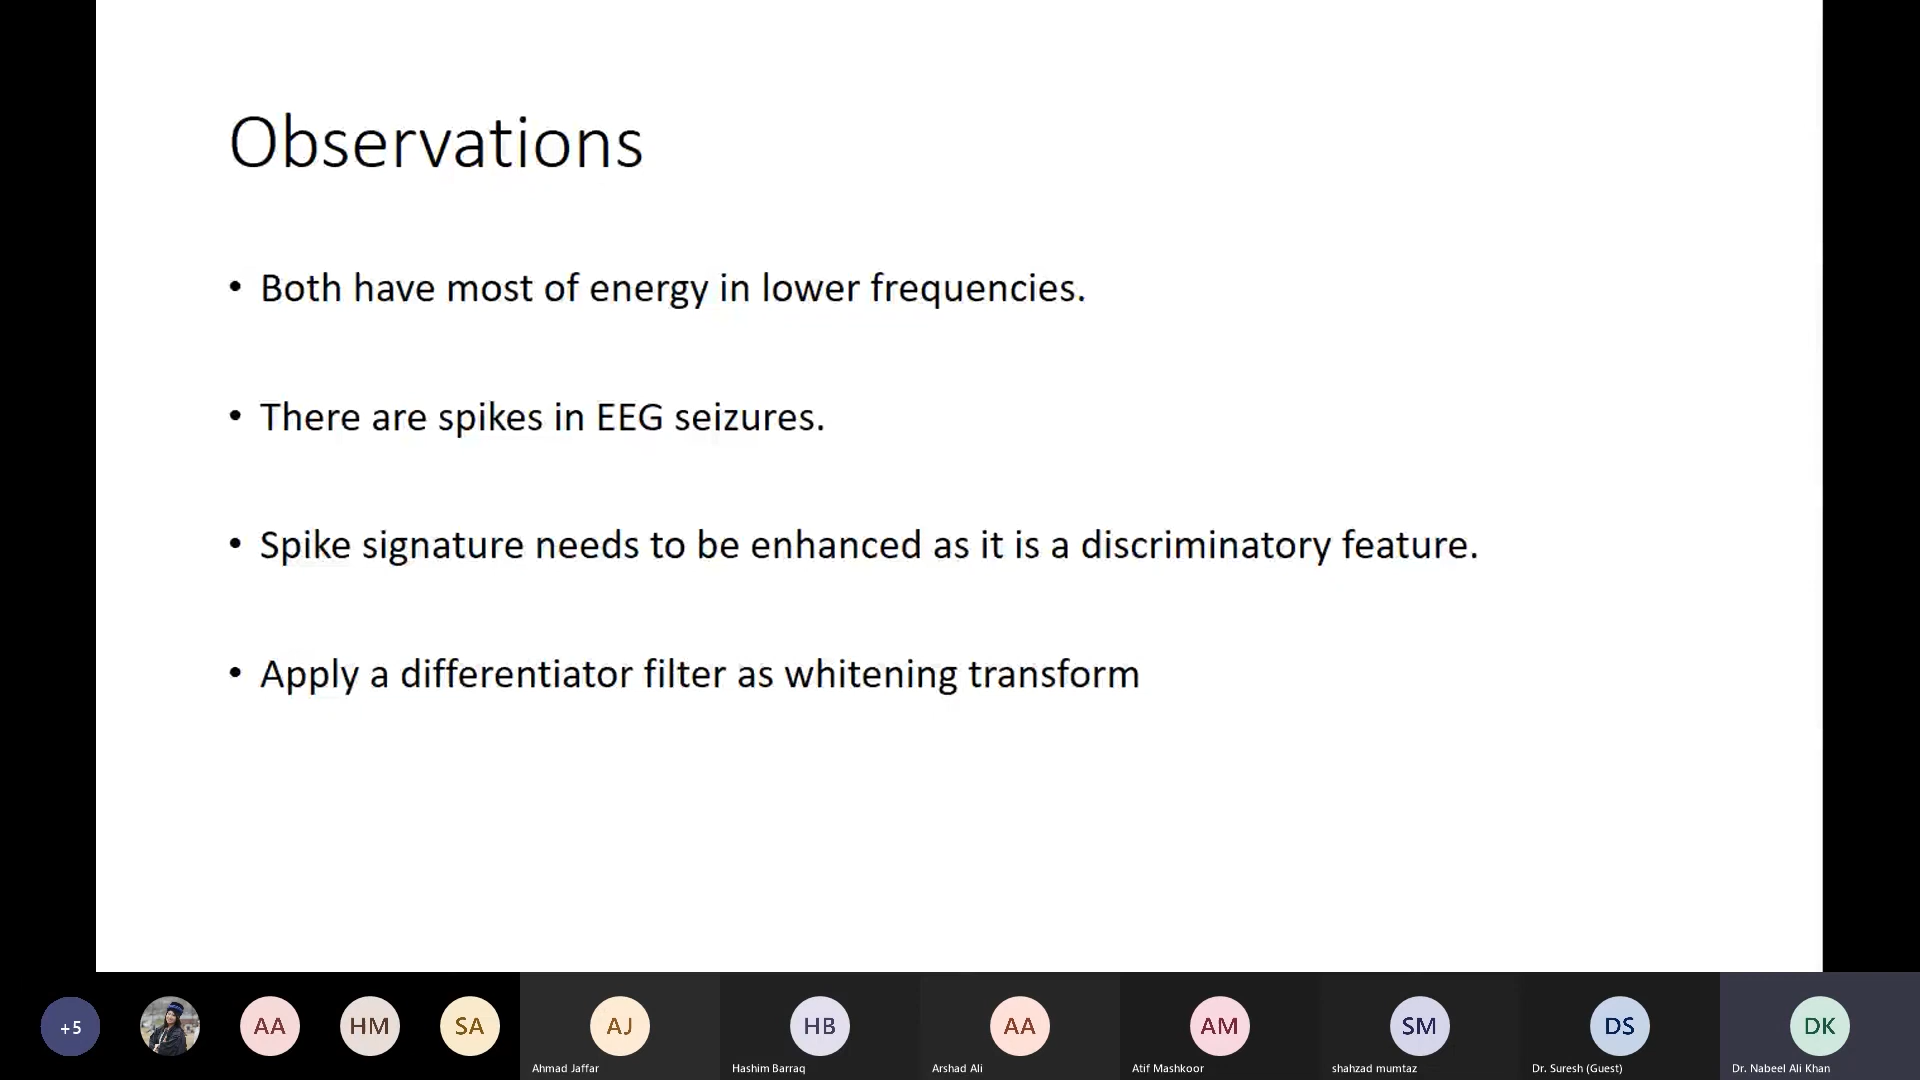 Observations
• Both have most of energy in lower frequencies.
• There are spikes in EEG seizures.
• Spike signature needs to be enhanced as it is a discriminatory feature.
• Apply a differentiator filter as whitening transform
+5
AA
HM
SA
AJ
HB
AA
AM
SM
DS
DK
Ahmad Jaffar
Hashim Barraq
Arshad Ali
Atif Mashkoor
shahzad mumtaz
Dr. Suresh (Guest)
Dr. Nabeel Ali Khan